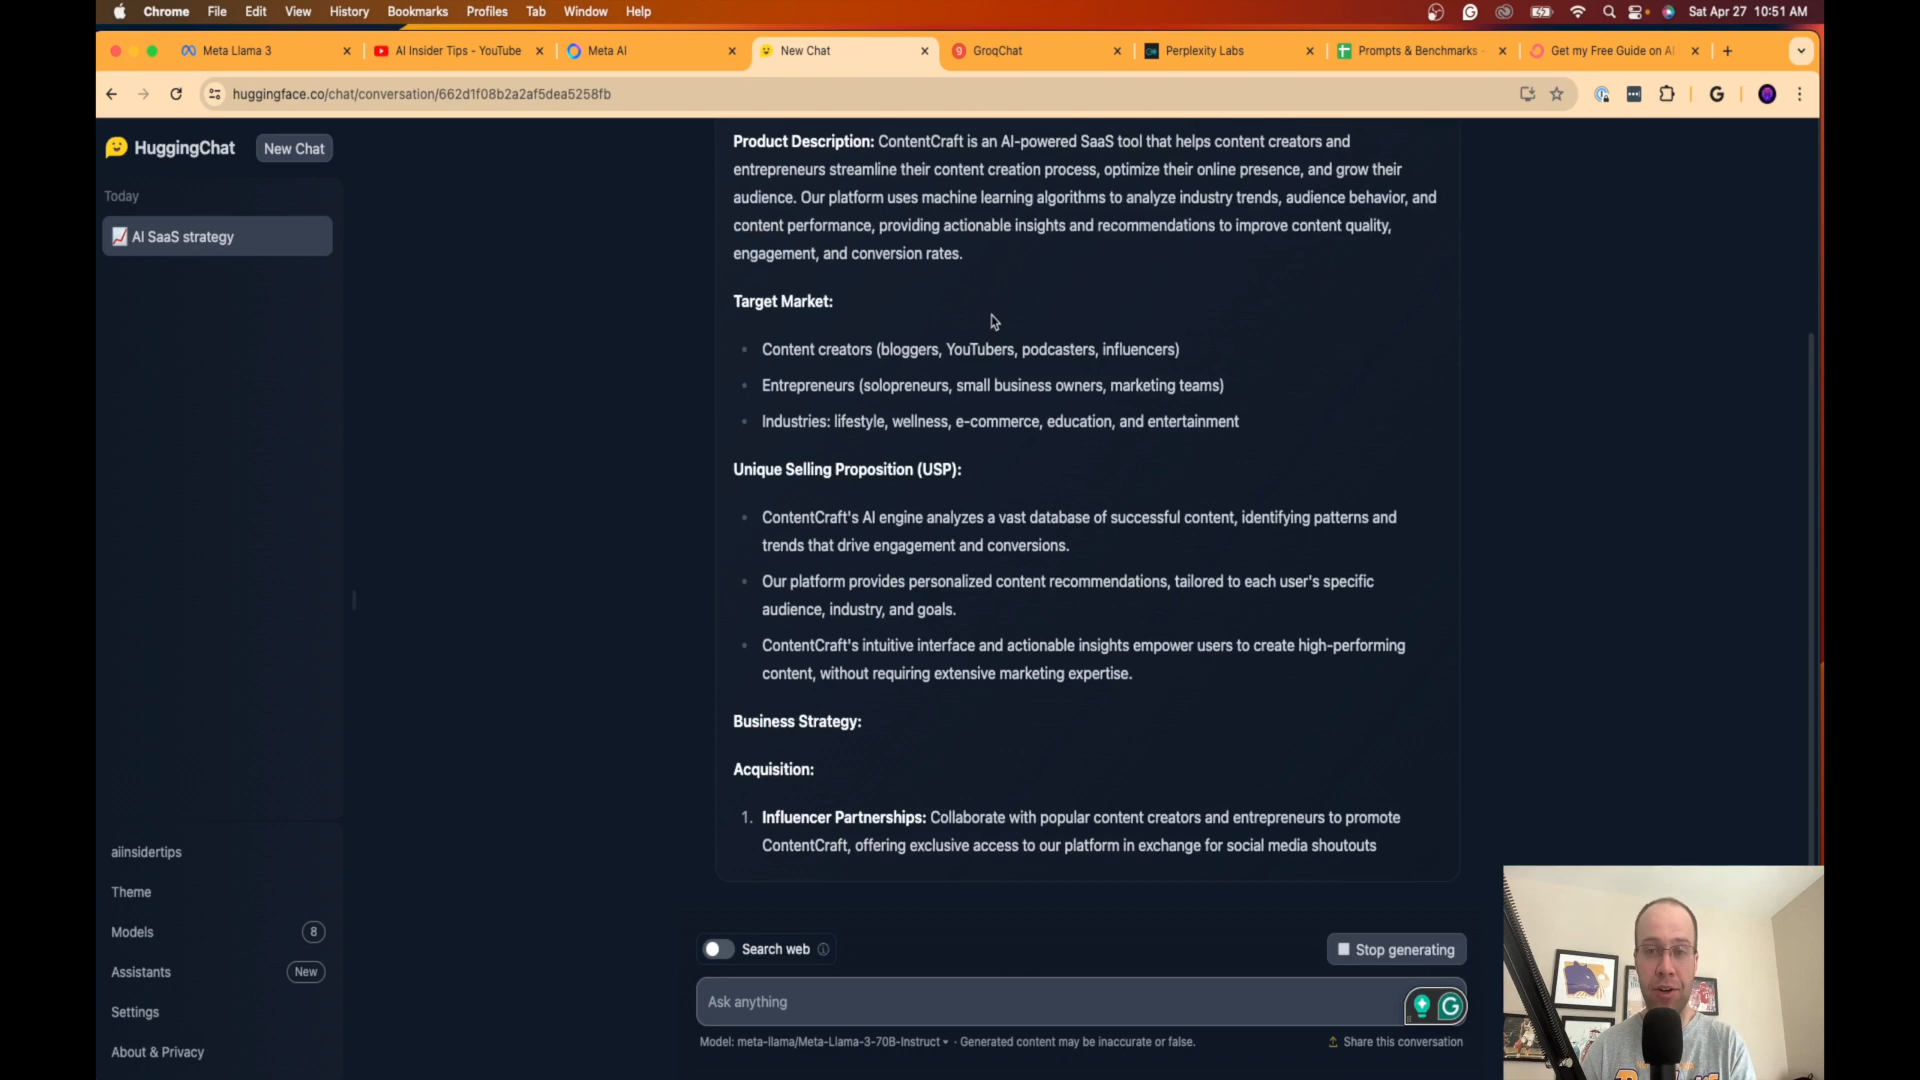 Chrome File Edit View History Bookmarks Profiles Tab Window Help
Sat Apr 27 10:51 AM
Meta Llama 3
AI Insider Tips - YouTube
Meta AI
New Chat
GroqChat
Perplexity Labs
Prompts & Benchmarks -
Get my Free Guide on AI
huggingface.co/chat/conversation/662d1f08b2a2af5dea5258fb
HuggingChat
New Chat
Today
AI SaaS strategy
aiinsidertips
Theme
Models 8
Assistants New
Settings
About & Privacy
Product Description: ContentCraft is an AI-powered SaaS tool that helps content creators and
entrepreneurs streamline their content creation process, optimize their online presence, and grow their
audience. Our platform uses machine learning algorithms to analyze industry trends, audience behavior, and
content performance, providing actionable insights and recommendations to improve content quality,
engagement, and conversion rates.
Target Market:
Content creators (bloggers, YouTubers, podcasters, influencers)
Entrepreneurs (solopreneurs, small business owners, marketing teams)
Industries: lifestyle, wellness, e-commerce, education, and entertainment
Unique Selling Proposition (USP):
ContentCraft's AI engine analyzes a vast database of successful content, identifying patterns and
trends that drive engagement and conversions.
Our platform provides personalized content recommendations, tailored to each user's specific
audience, industry, and goals.
ContentCraft's intuitive interface and actionable insights empower users to create high-performing
content, without requiring extensive marketing expertise.
Business Strategy:
Acquisition:
1. Influencer Partnerships: Collaborate with popular content creators and entrepreneurs to promote
ContentCraft, offering exclusive access to our platform in exchange for social media shoutouts
Search web
Stop generating
Ask anything
Model: meta-llama/Meta-Llama-3-70B-Instruct · Generated content may be inaccurate or false.
Share this conversation